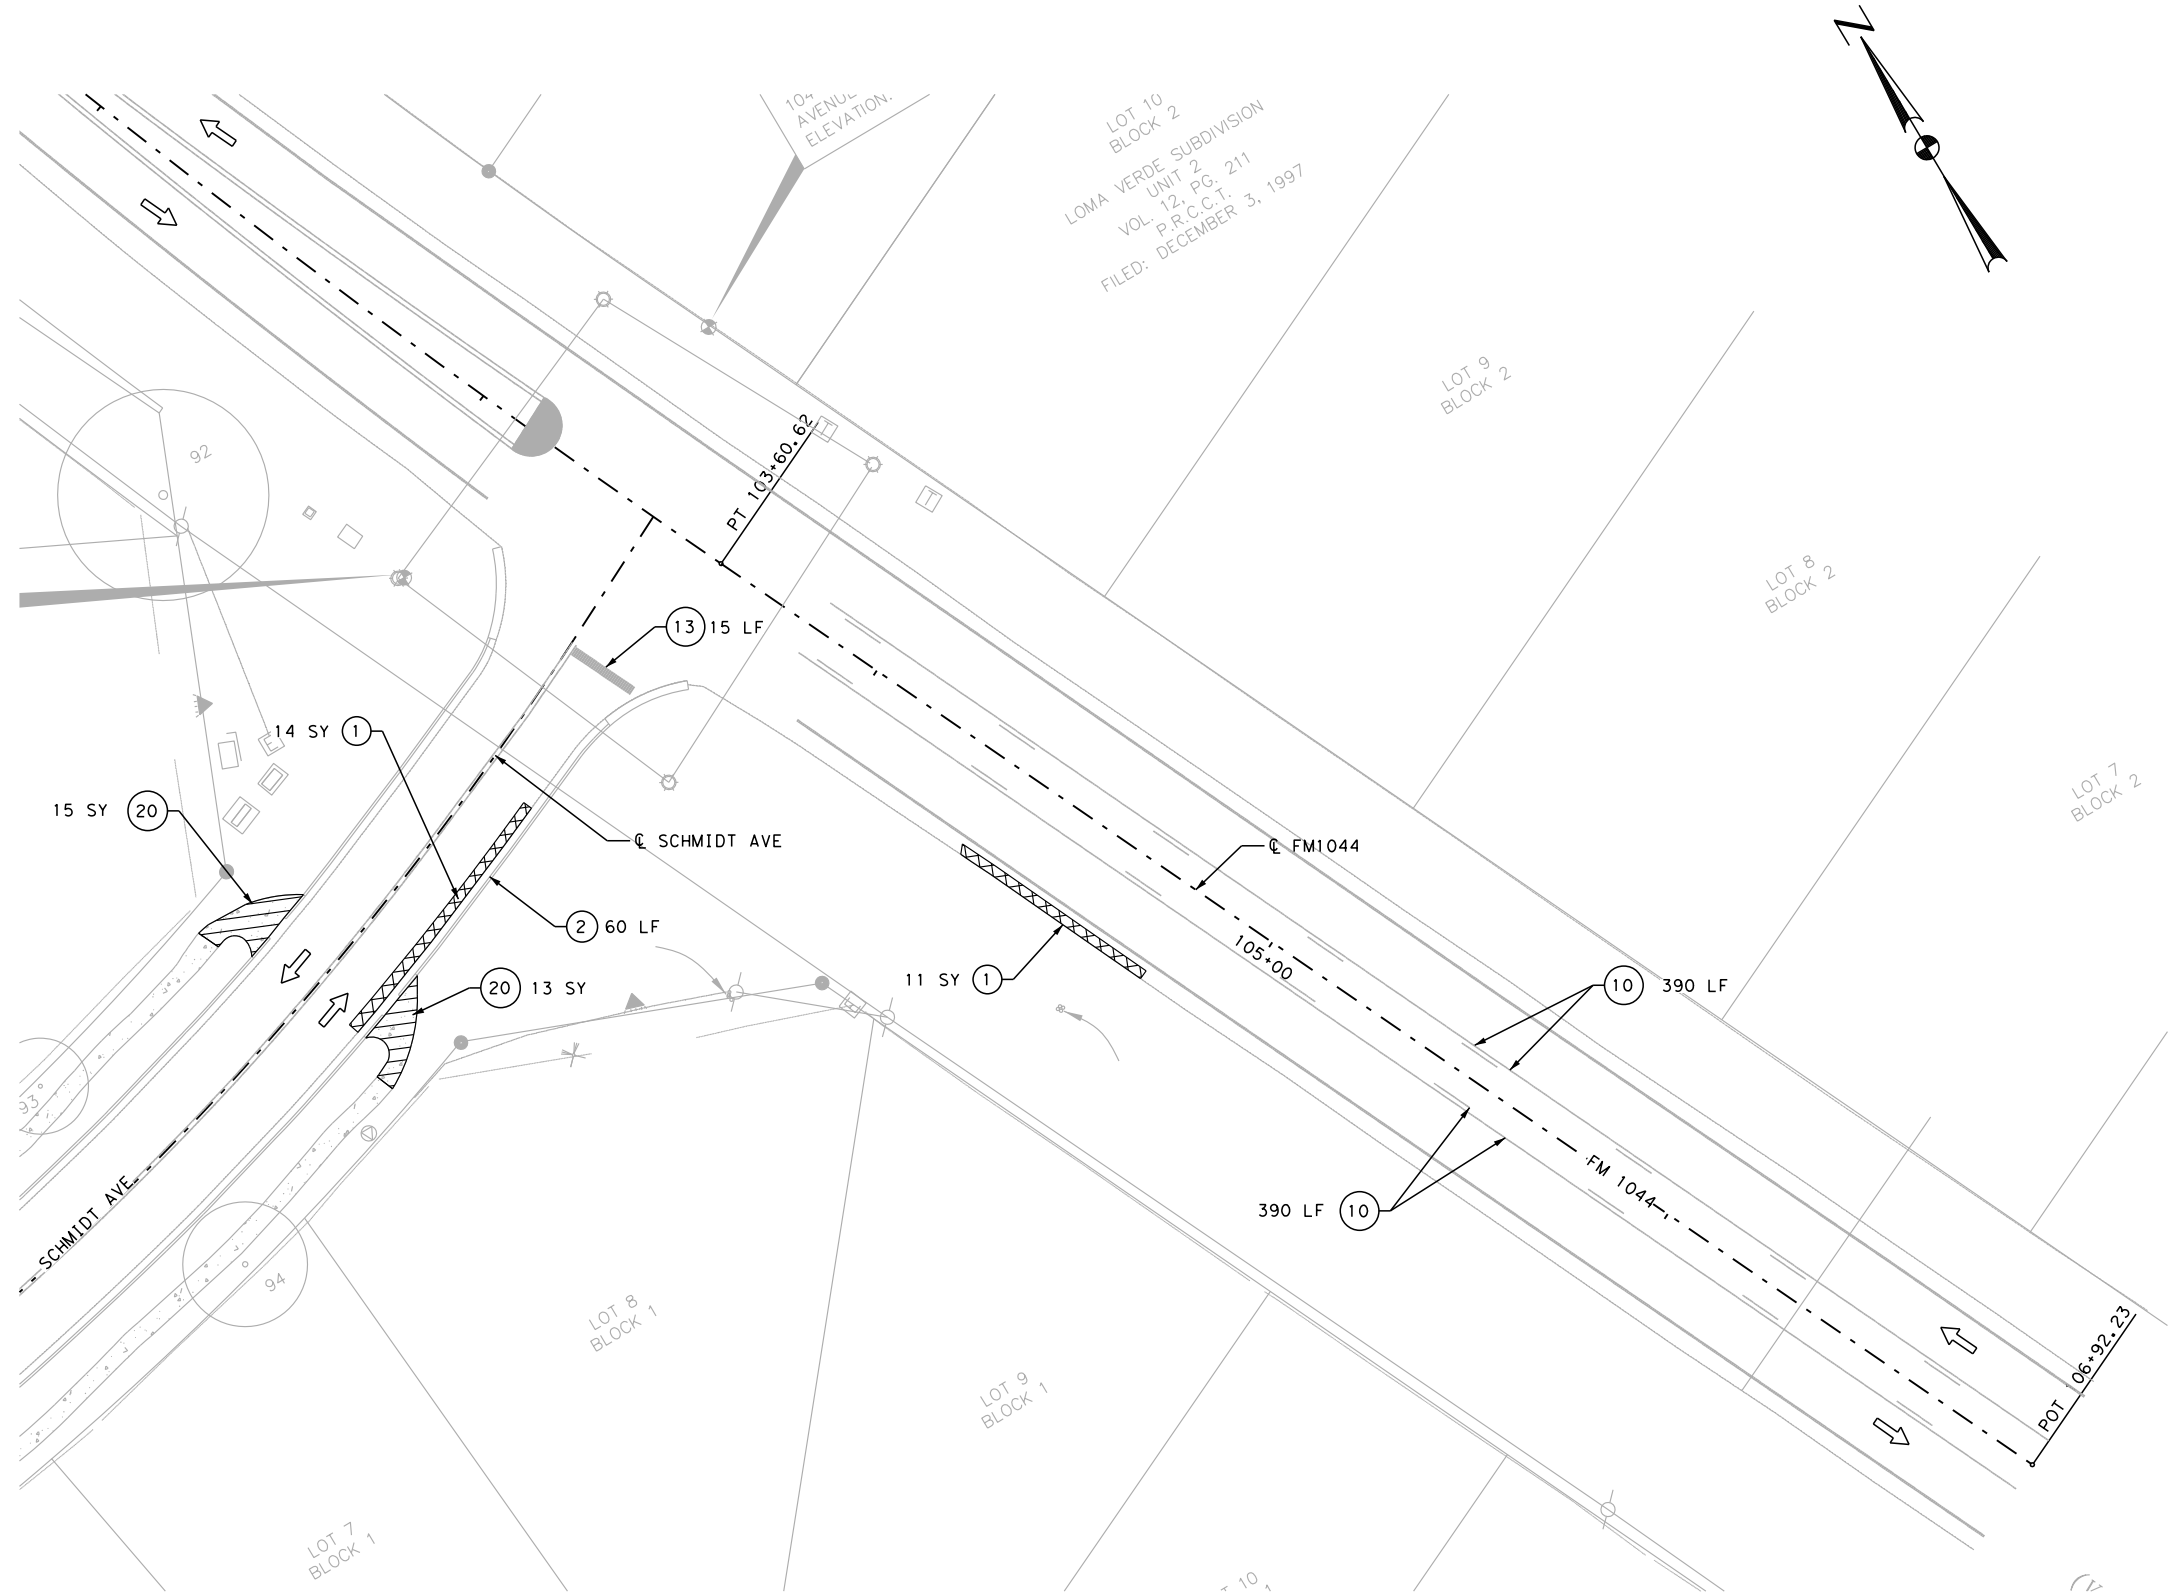 N
104
AVENUE
ELEVATION:
LOT 10
BLOCK 2
LOMA VERDE SUBDIVISION
UNIT 2
VOL. 12, PG. 211
P.R.C.C.T.
FILED: DECEMBER 3, 1997
LOT 9
BLOCK 2
92
PT 103+60.62
T
T
LOT 8
BLOCK 2
13 15 LF
14 SY 1
E
LOT 7
BLOCK 2
15 SY 20
℄ SCHMIDT AVE
℄ FM1044
2 60 LF
105+00
11 SY 1
20 13 SY
10 390 LF
93
FM 1044
SCHMIDT AVE
390 LF 10
94
LOT 8
BLOCK 1
POT 06+92.23
LOT 9
BLOCK 1
LOT 7
BLOCK 1
10